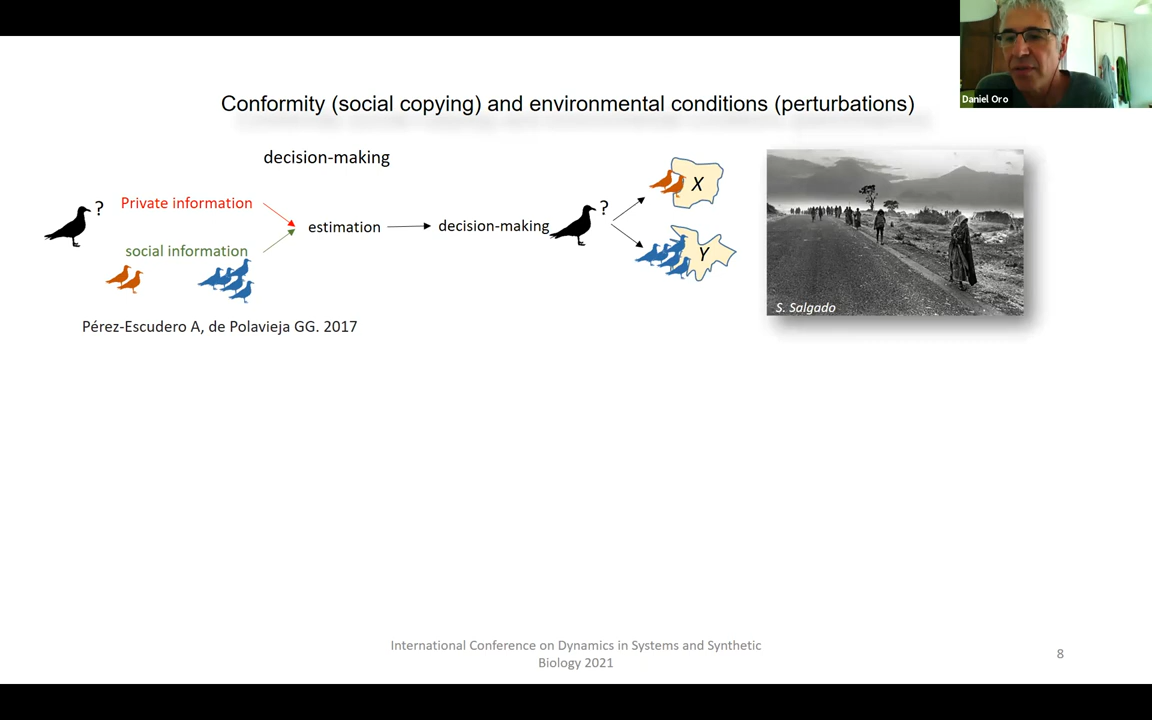 Daniel Oro
Conformity (social copying) and environmental conditions (perturbations)
decision-making
?
Private information
social information
estimation
decision-making
?
X
Y
S. Salgado
Pérez-Escudero A, de Polavieja GG. 2017
International Conference on Dynamics in Systems and Synthetic
Biology 2021
8